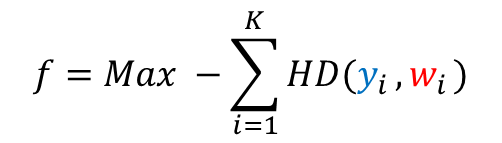 f = Max − ∑_{i=1}^{K} HD(y_i , w_i)